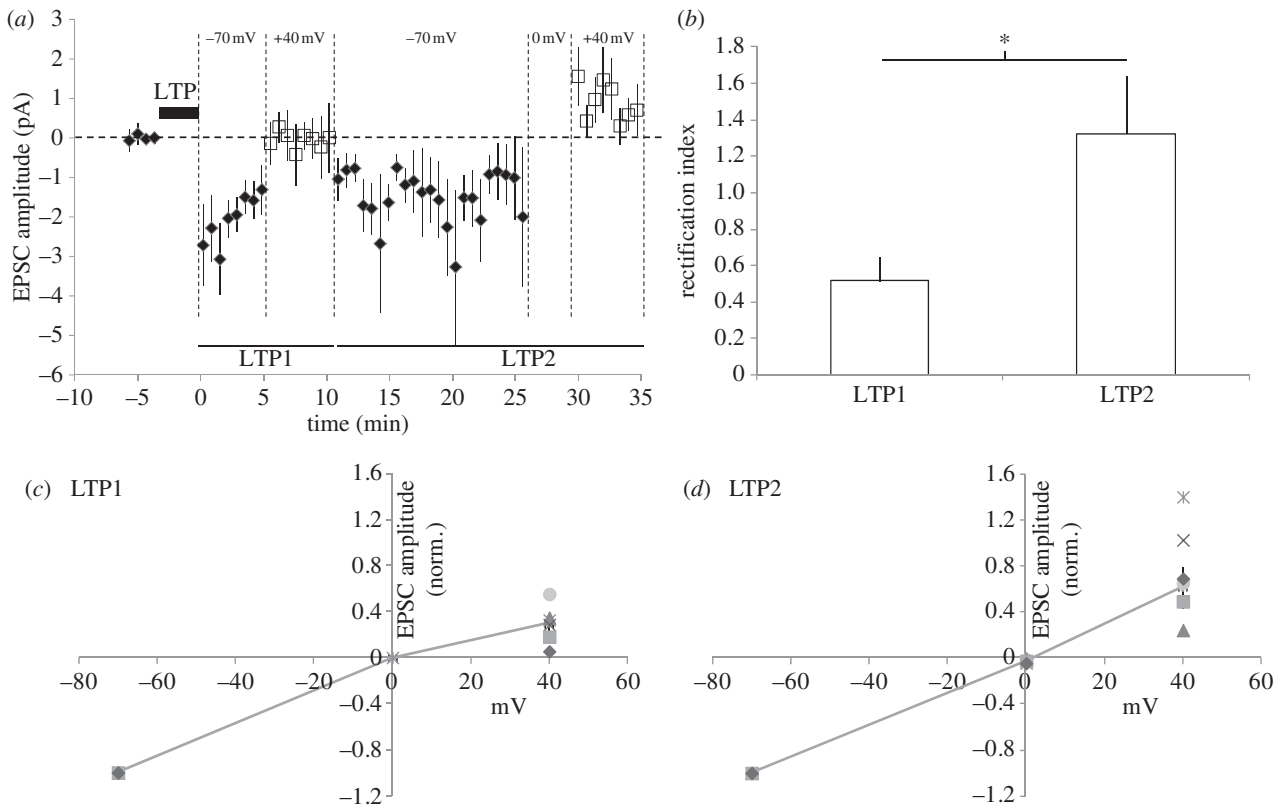 (a)
3
2
1
0
–1
–2
–3
–4
–5
–6
EPSC amplitude (pA)
–70 mV
+40 mV
–70 mV
0 mV
+40 mV
LTP
LTP1
LTP2
–10
–5
0
5
10
15
20
25
30
35
time (min)
(b)
1.8
1.6
1.4
1.2
1.0
0.8
0.6
0.4
0.2
0
rectification index
*
LTP1
LTP2
(c) LTP1
1.6
1.2
0.8
0.4
0
–0.4
–0.8
–1.2
EPSC amplitude
(norm.)
–80
–60
–40
–20
0
20
40
60
mV
(d) LTP2
1.6
1.2
0.8
0.4
0
–0.4
–0.8
–1.2
EPSC amplitude
(norm.)
–80
–60
–40
–20
0
20
40
60
mV